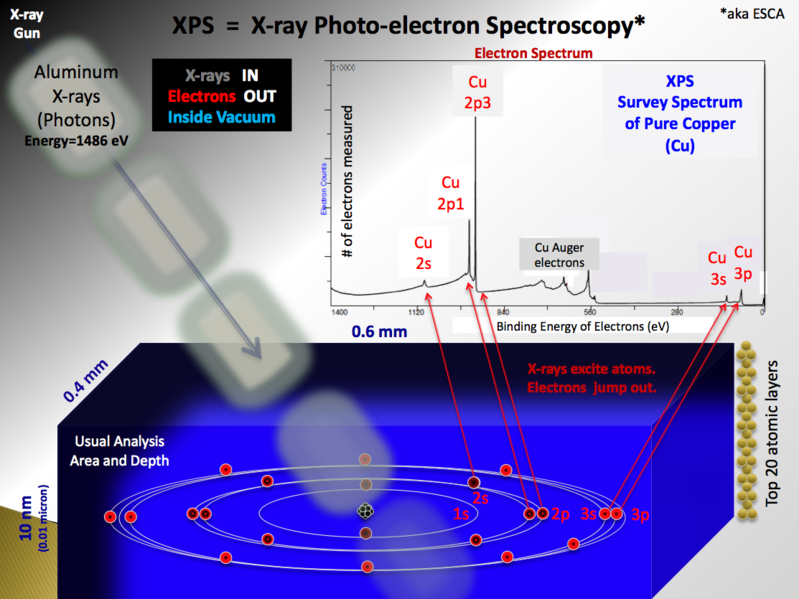 X-ray
Gun
XPS = X-ray Photo-electron Spectroscopy*
*aka ESCA
Aluminum
X-rays
(Photons)
Energy=1486 eV
X-rays IN
Electrons OUT
Inside Vacuum
Electron Spectrum
310000
Electron Counts
# of electrons measured
Cu
2p3
Cu
2p1
Cu
2s
Cu Auger
electrons
Cu
3s
Cu
3p
XPS
Survey Spectrum
of Pure Copper
(Cu)
1400 1120 840 560 280 0
Binding Energy of Electrons (eV)
0.6 mm
0.4 mm
X-rays excite atoms.
Electrons jump out.
Usual Analysis
Area and Depth
10 nm
(0.01 micron)
1s 2s 2p 3s 3p
Top 20 atomic layers